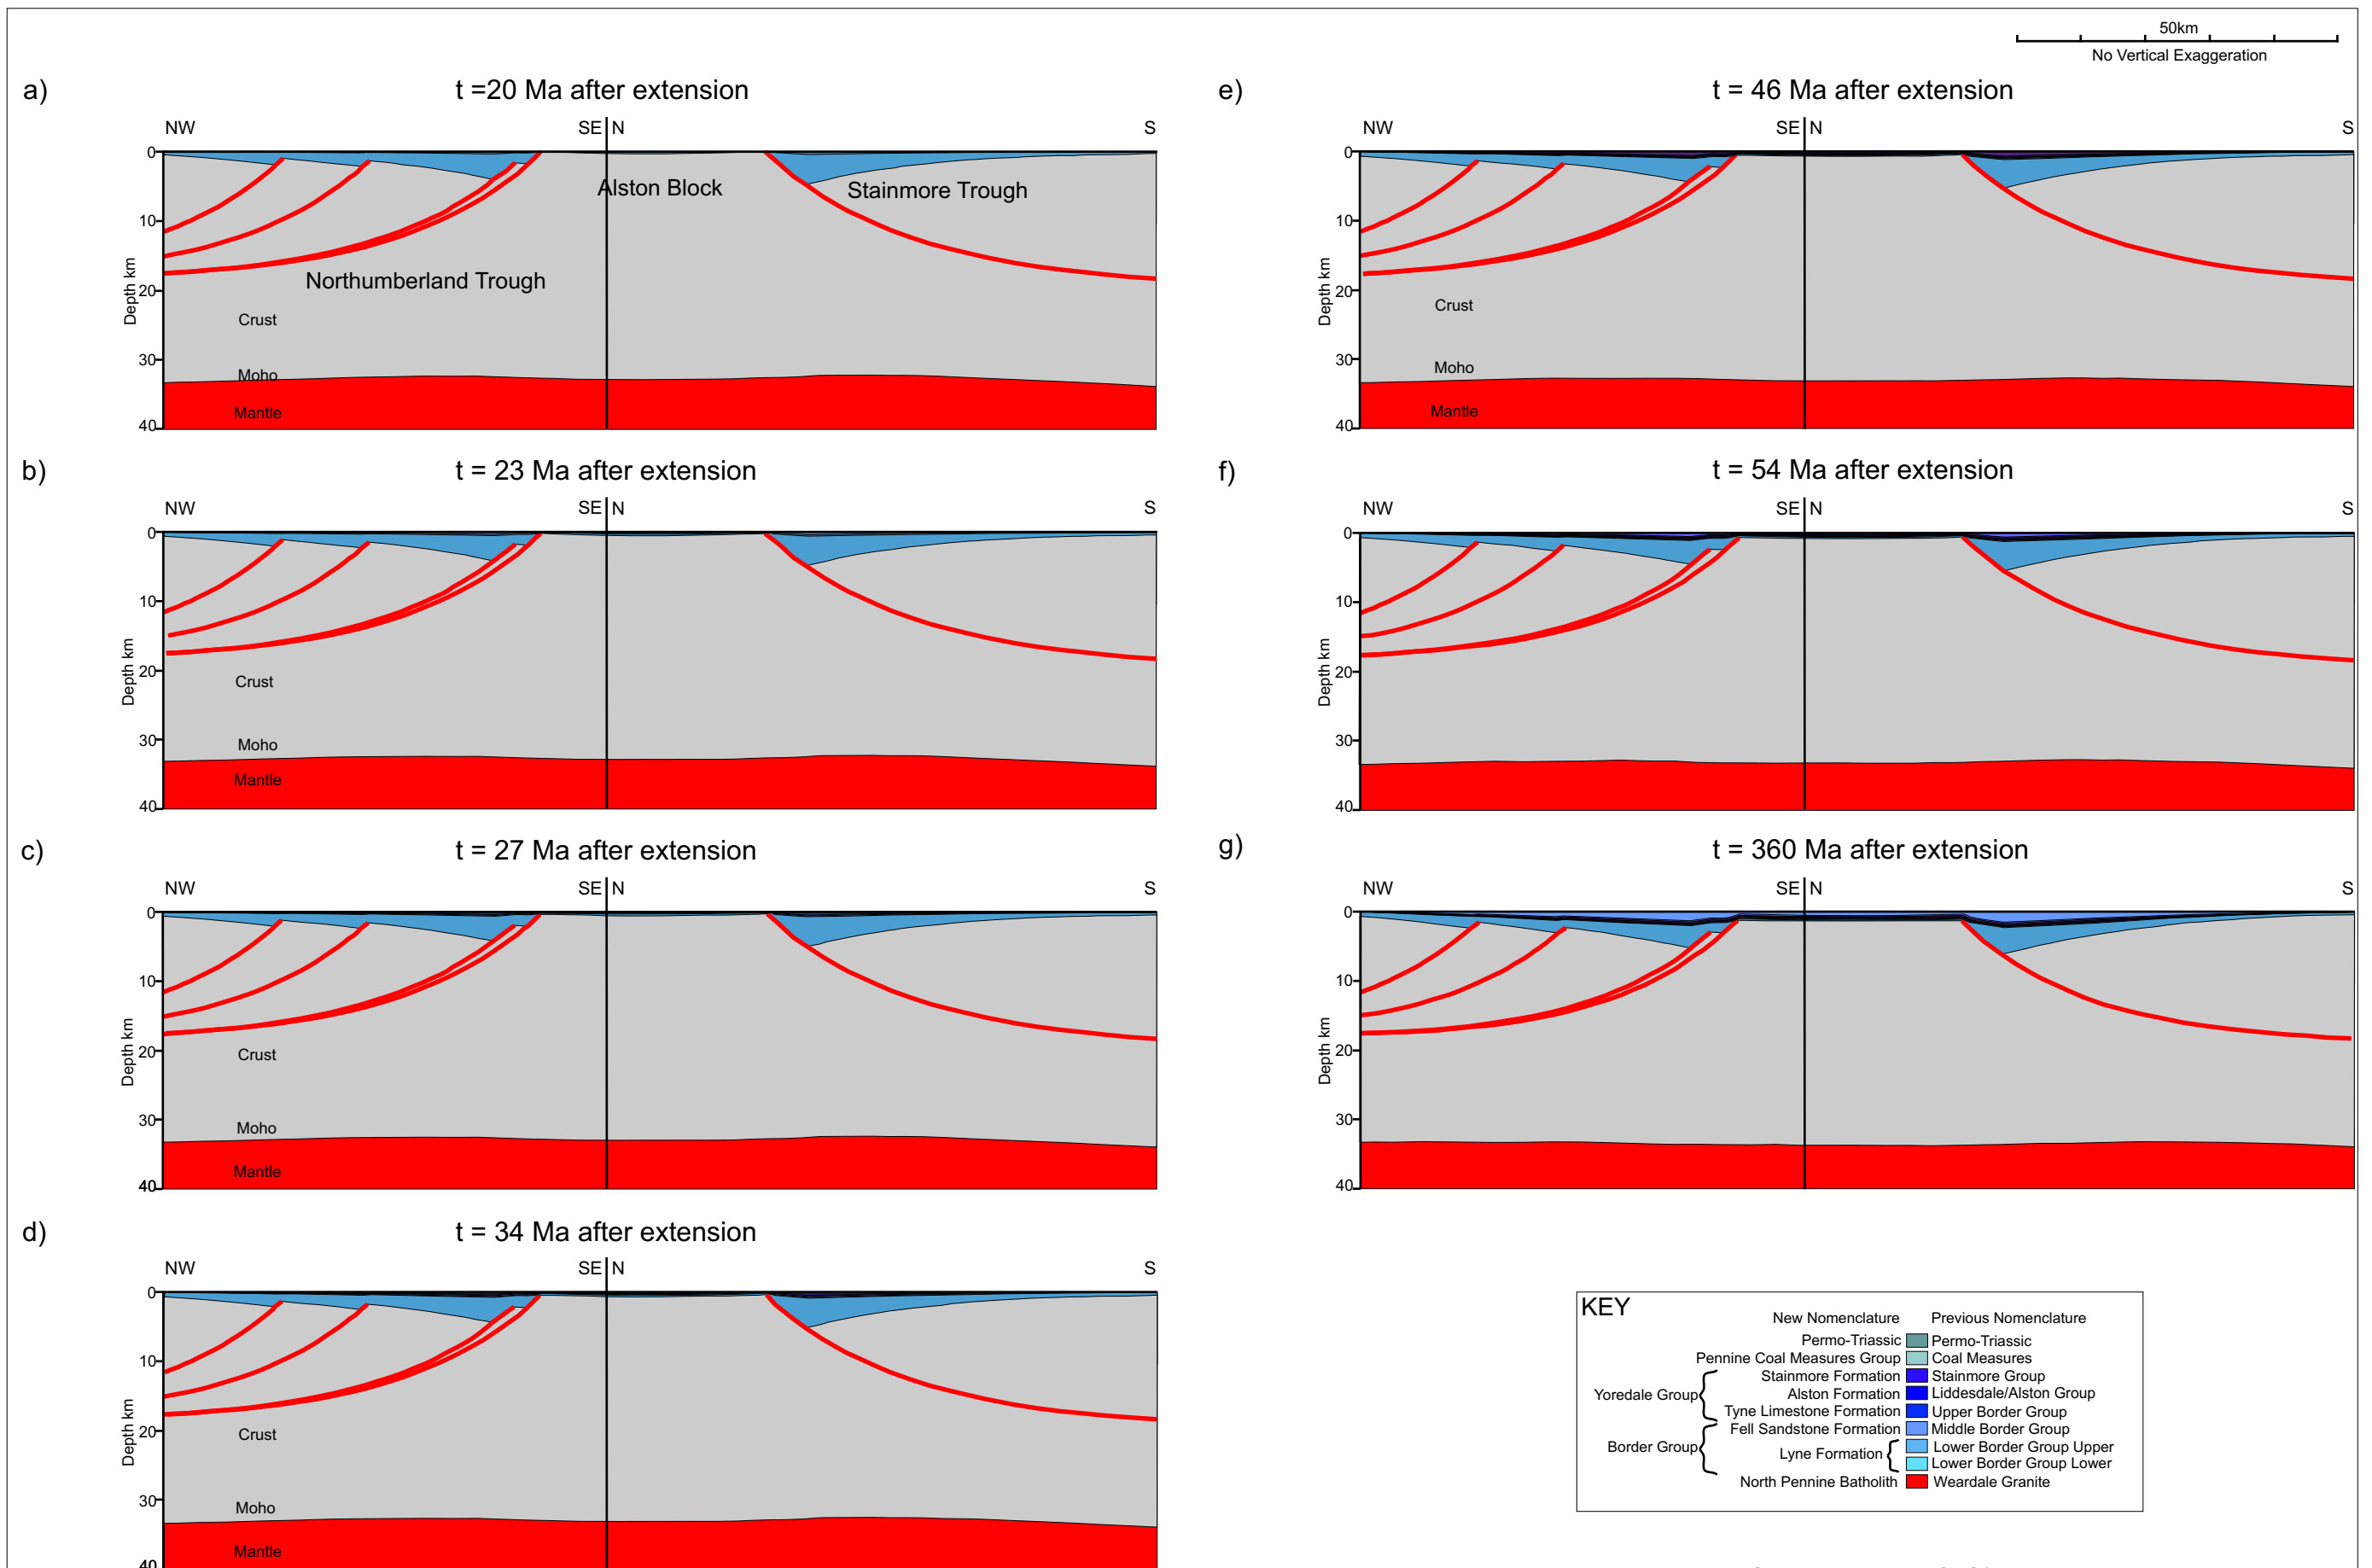 50km
No Vertical Exaggeration
a)
t =20 Ma after extension
NW
SE
N
S
0
10
20
30
40
Depth km
Alston Block
Stainmore Trough
Northumberland Trough
Crust
Moho
Mantle
b)
t = 23 Ma after extension
NW
SE
N
S
0
10
20
30
40
Depth km
Crust
Moho
Mantle
c)
t = 27 Ma after extension
NW
SE
N
S
0
10
20
30
40
Depth km
Crust
Moho
Mantle
d)
t = 34 Ma after extension
NW
SE
N
S
0
10
20
30
40
Depth km
Crust
Moho
Mantle
e)
t = 46 Ma after extension
NW
SE
N
S
0
10
20
30
40
Depth km
Crust
Moho
Mantle
f)
t = 54 Ma after extension
NW
SE
N
S
0
10
20
30
40
Depth km
g)
t = 360 Ma after extension
NW
SE
N
S
0
10
20
30
40
Depth km
KEY
New Nomenclature Previous Nomenclature
Permo-Triassic Permo-Triassic
Pennine Coal Measures Group Coal Measures
Stainmore Formation Stainmore Group
Yoredale Group Alston Formation Liddesdale/Alston Group
Tyne Limestone Formation Upper Border Group
Fell Sandstone Formation Middle Border Group
Border Group Lyne Formation Lower Border Group Upper
Lower Border Group Lower
North Pennine Batholith Weardale Granite